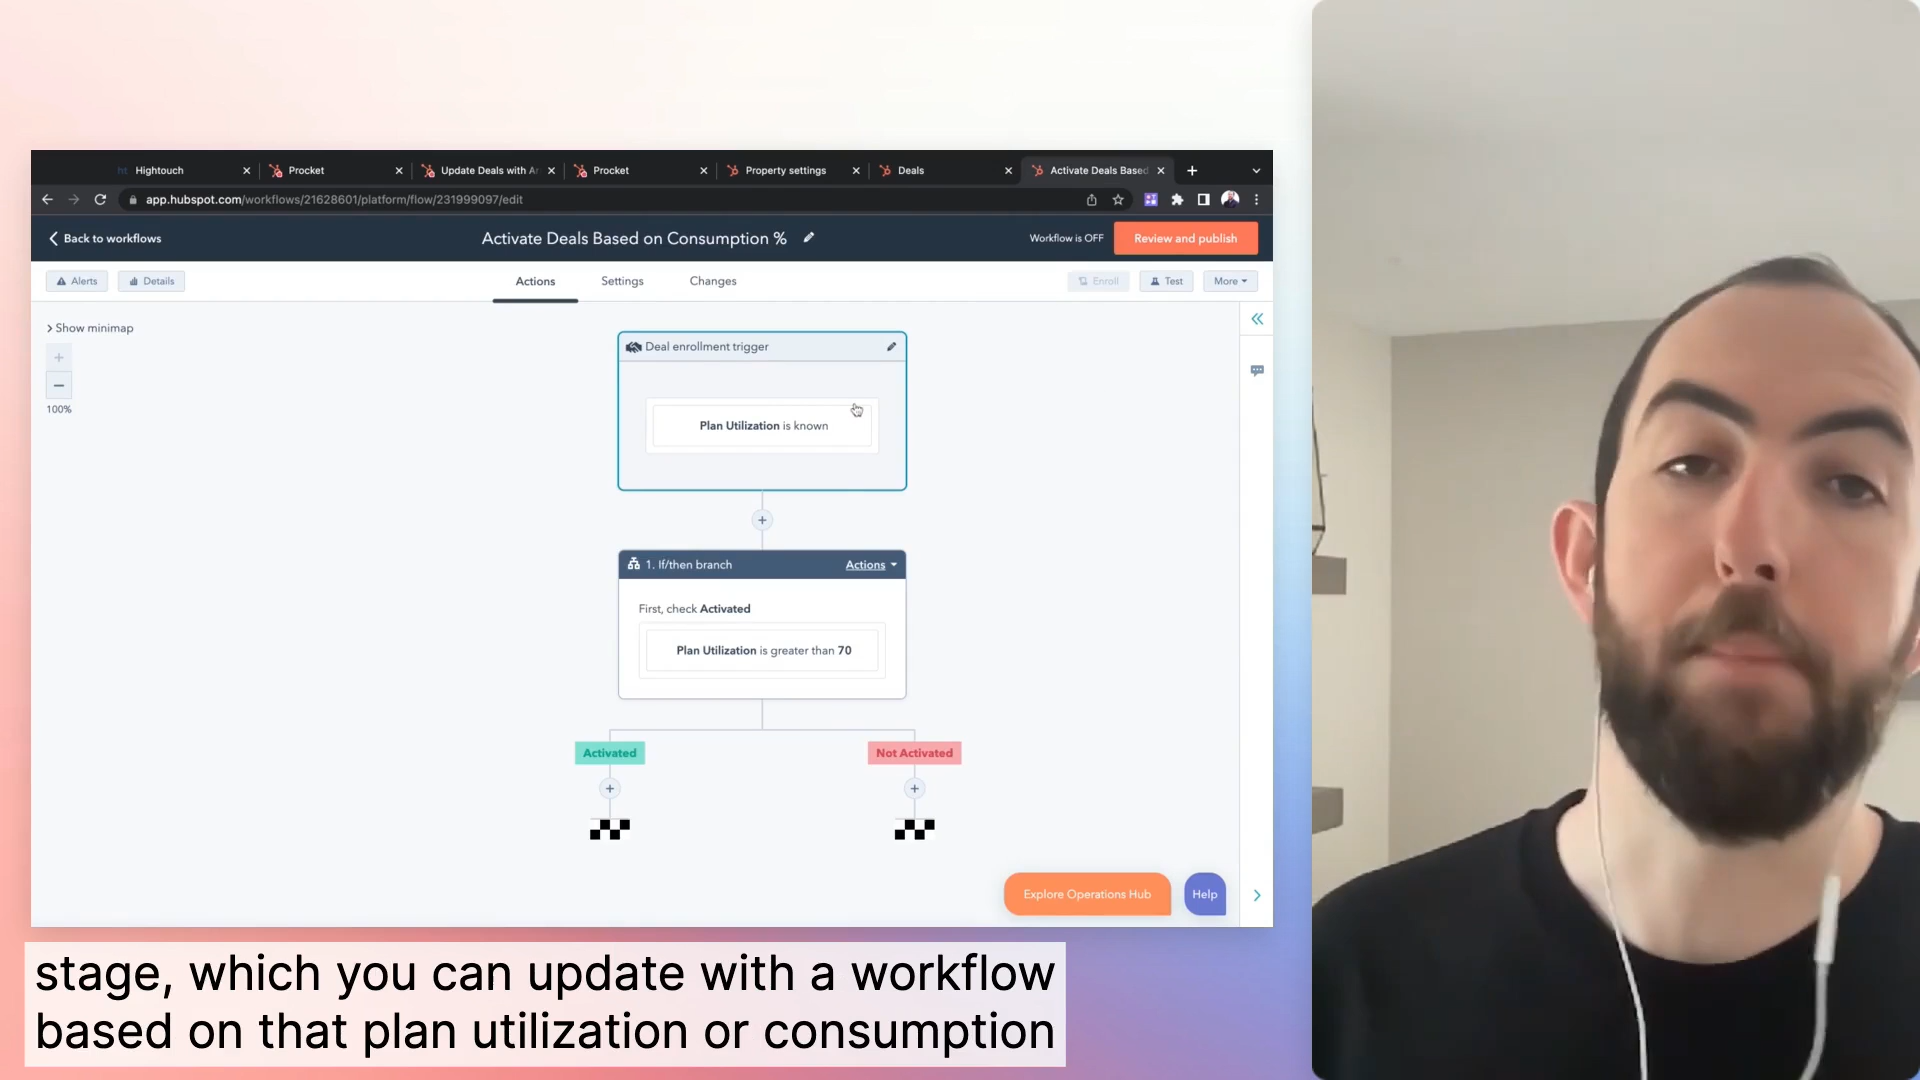 ht Hightouch
Procket
Update Deals with Ar
Procket
Property settings
Deals
Activate Deals Based
app.hubspot.com/workflows/21628601/platform/flow/231999097/edit
Back to workflows
Activate Deals Based on Consumption %
Workflow is OFF
Review and publish
Alerts
Details
Actions
Settings
Changes
Enroll
Test
More
Show minimap
100%
Deal enrollment trigger
Plan Utilization is known
1. If/then branch
Actions
First, check Activated
Plan Utilization is greater than 70
Activated
Not Activated
Explore Operations Hub
Help
stage, which you can update with a workflow
based on that plan utilization or consumption